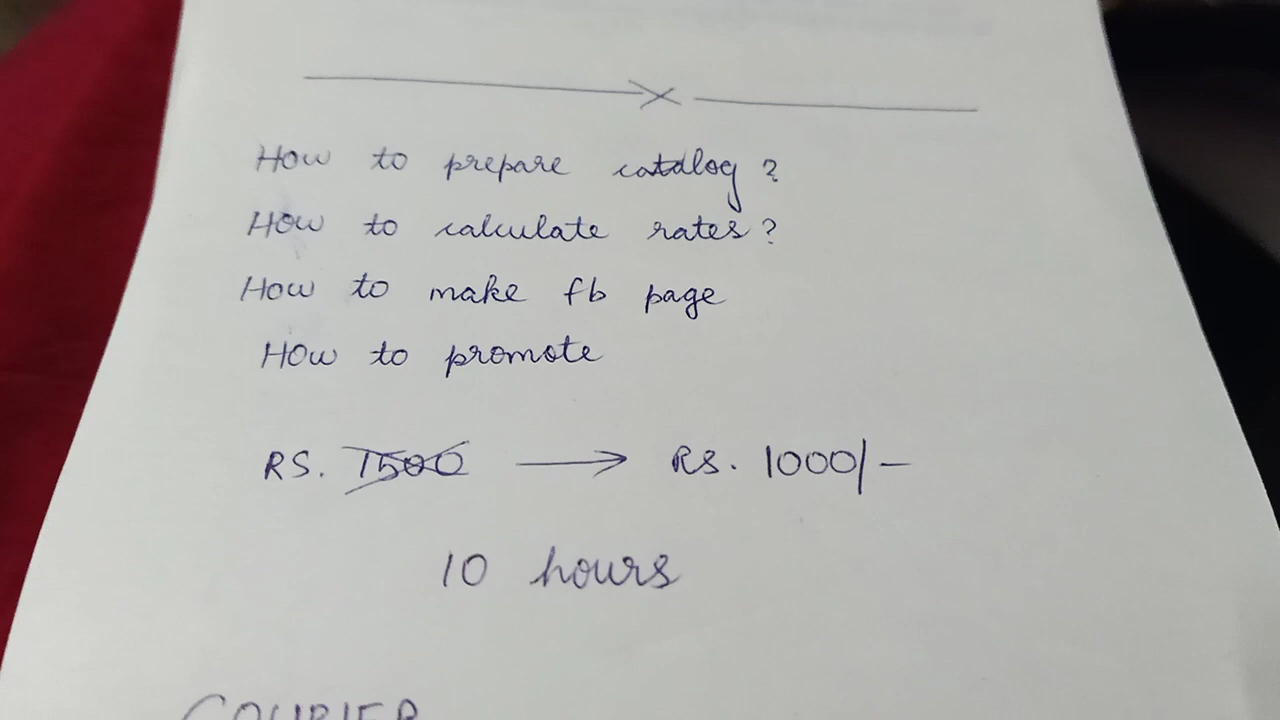 How to prepare catalog?
How to calculate rates?
How to make fb page
How to promote
RS. 1500 → RS. 1000/-
10 hours
COURIER